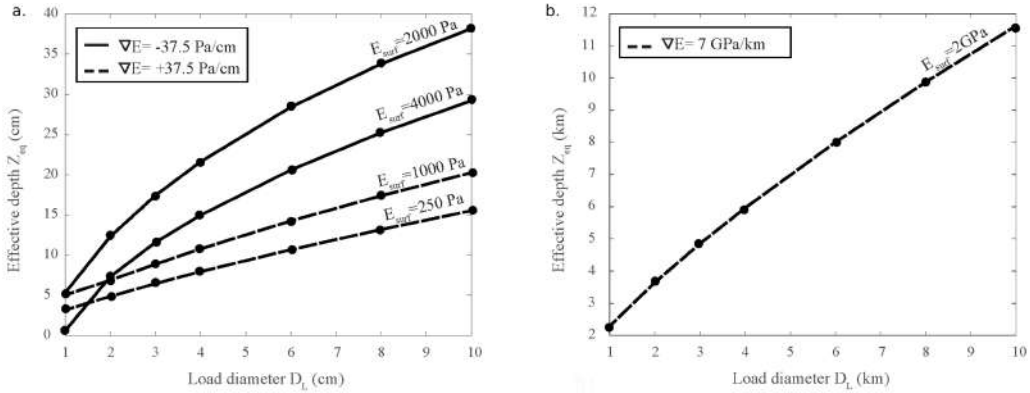 a.
∇E= -37.5 Pa/cm
∇E= +37.5 Pa/cm
E_surf=2000 Pa
E_surf=4000 Pa
E_surf=1000 Pa
E_surf=250 Pa
40
35
30
25
20
15
10
5
0
Effective depth Z_eq (cm)
1 2 3 4 5 6 7 8 9 10
Load diameter D_L (cm)
b.
∇E= 7 GPa/km
E_surf=2GPa
12
11
10
9
8
7
6
5
4
3
2
Effective depth Z_eq (km)
1 2 3 4 5 6 7 8 9 10
Load diameter D_L (km)